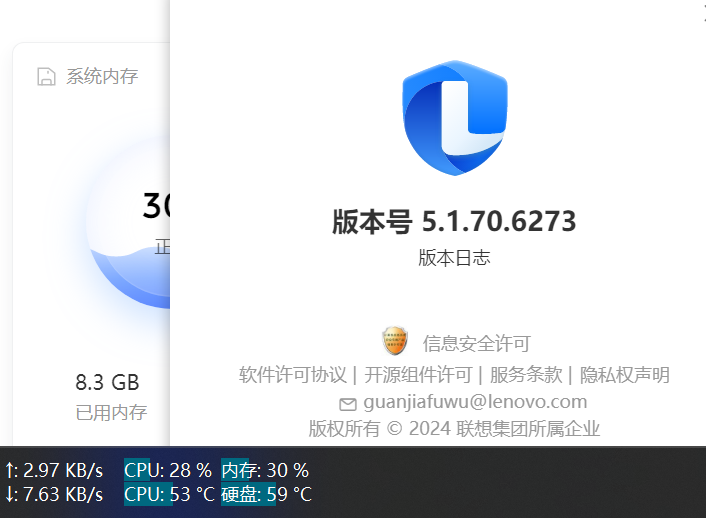 系统内存
30
正
8.3 GB
已用内存
版本号 5.1.70.6273
版本日志
信息安全许可
软件许可协议 | 开源组件许可 | 服务条款 | 隐私权声明
guanjiafuwu@lenovo.com
版权所有 © 2024 联想集团所属企业
↑: 2.97 KB/s CPU: 28 % 内存: 30 %
↓: 7.63 KB/s CPU: 53 °C 硬盘: 59 °C